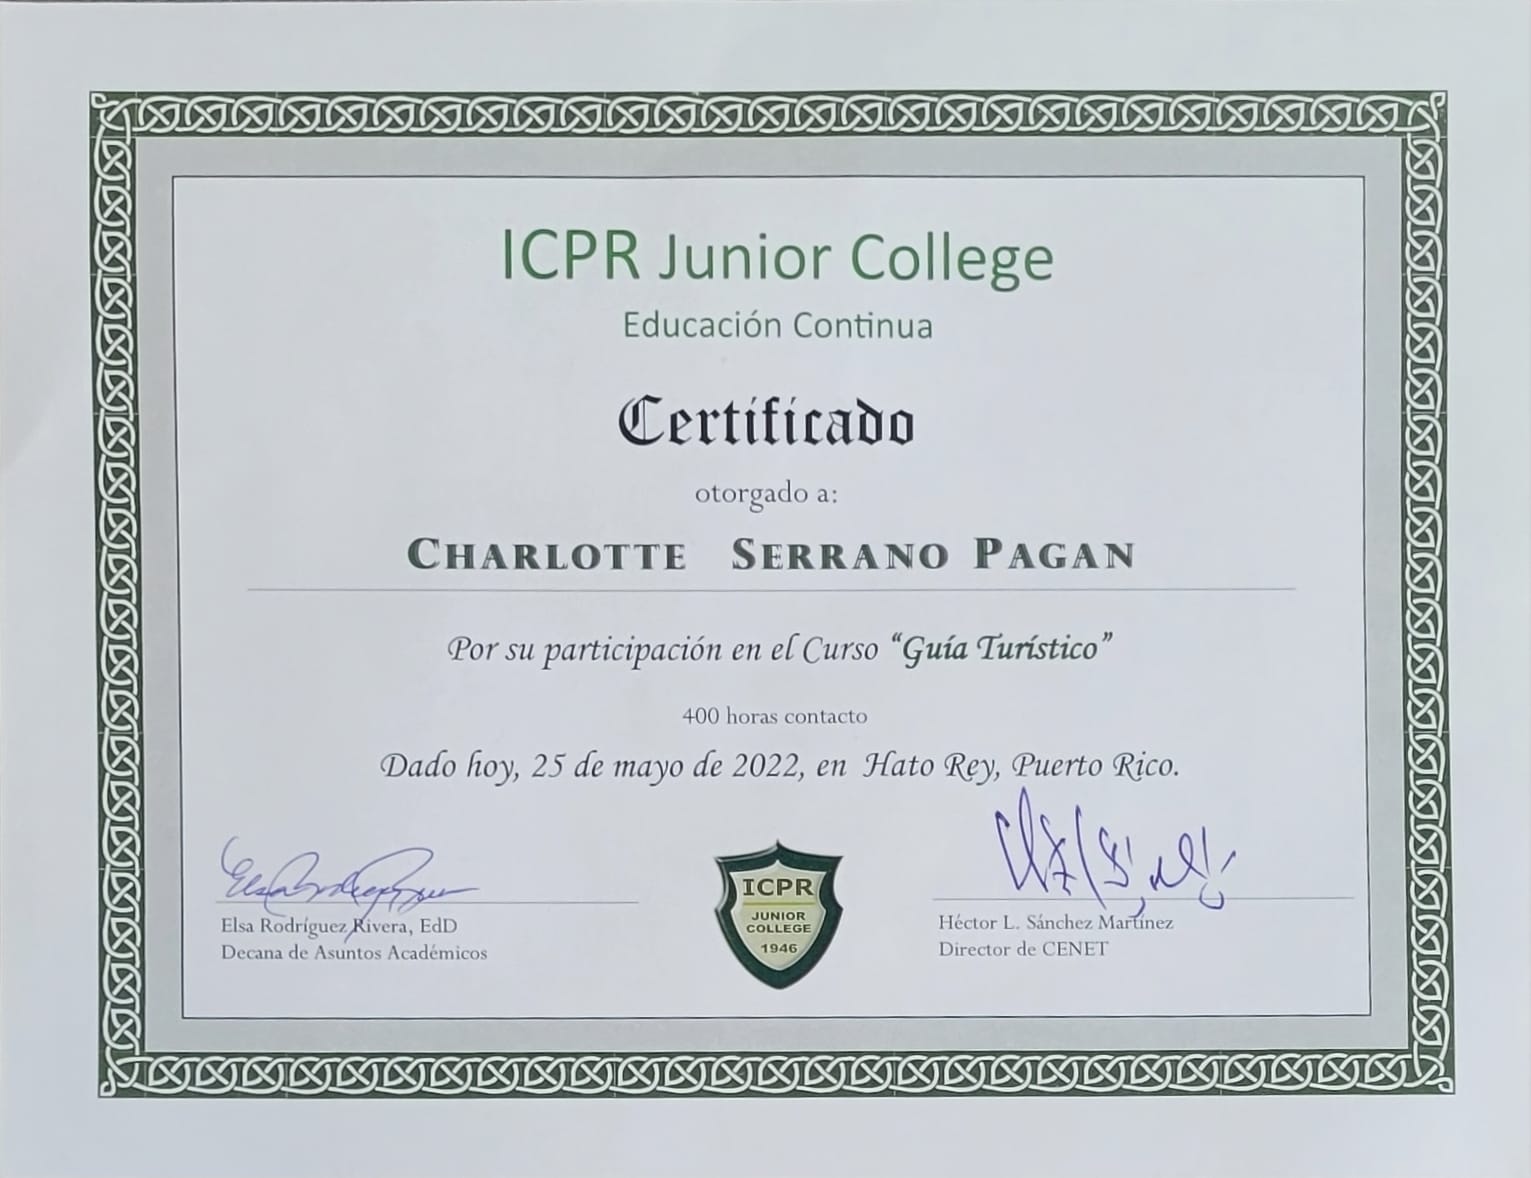 ICPR Junior College
Educación Continua
Certificado
otorgado a:
CHARLOTTE SERRANO PAGAN
Por su participación en el Curso “Guía Turístico”
400 horas contacto
Dado hoy, 25 de mayo de 2022, en Hato Rey, Puerto Rico.
Elsa Rodríguez Rivera, EdD
Decana de Asuntos Académicos
ICPR
JUNIOR
COLLEGE
1946
Héctor L. Sánchez Martínez
Director de CENET